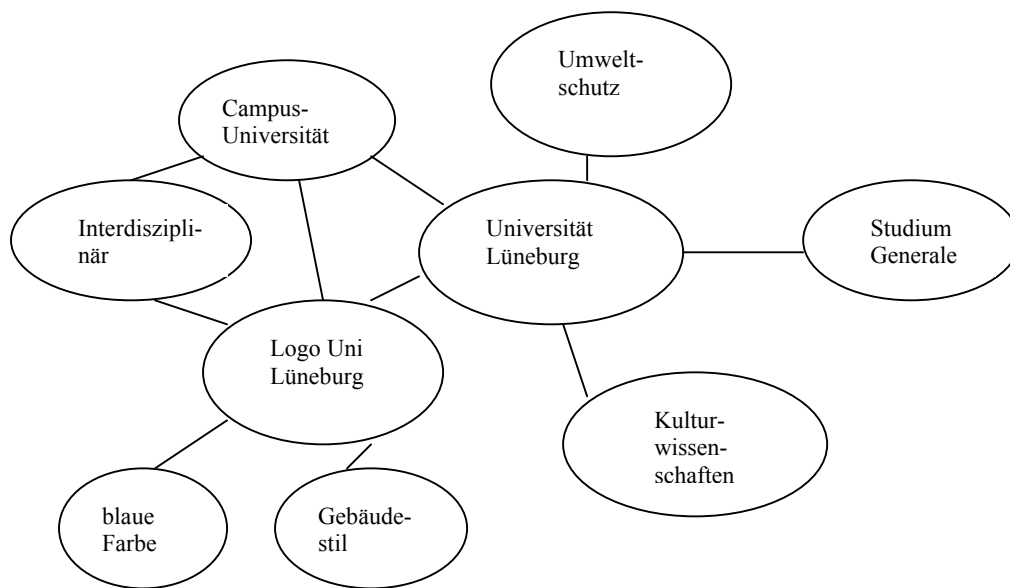 Umwelt-
schutz
Campus-
Universität
Interdiszipli-
när
Universität
Lüneburg
Studium
Generale
Logo Uni
Lüneburg
Kultur-
wissen-
schaften
blaue
Farbe
Gebäude-
stil